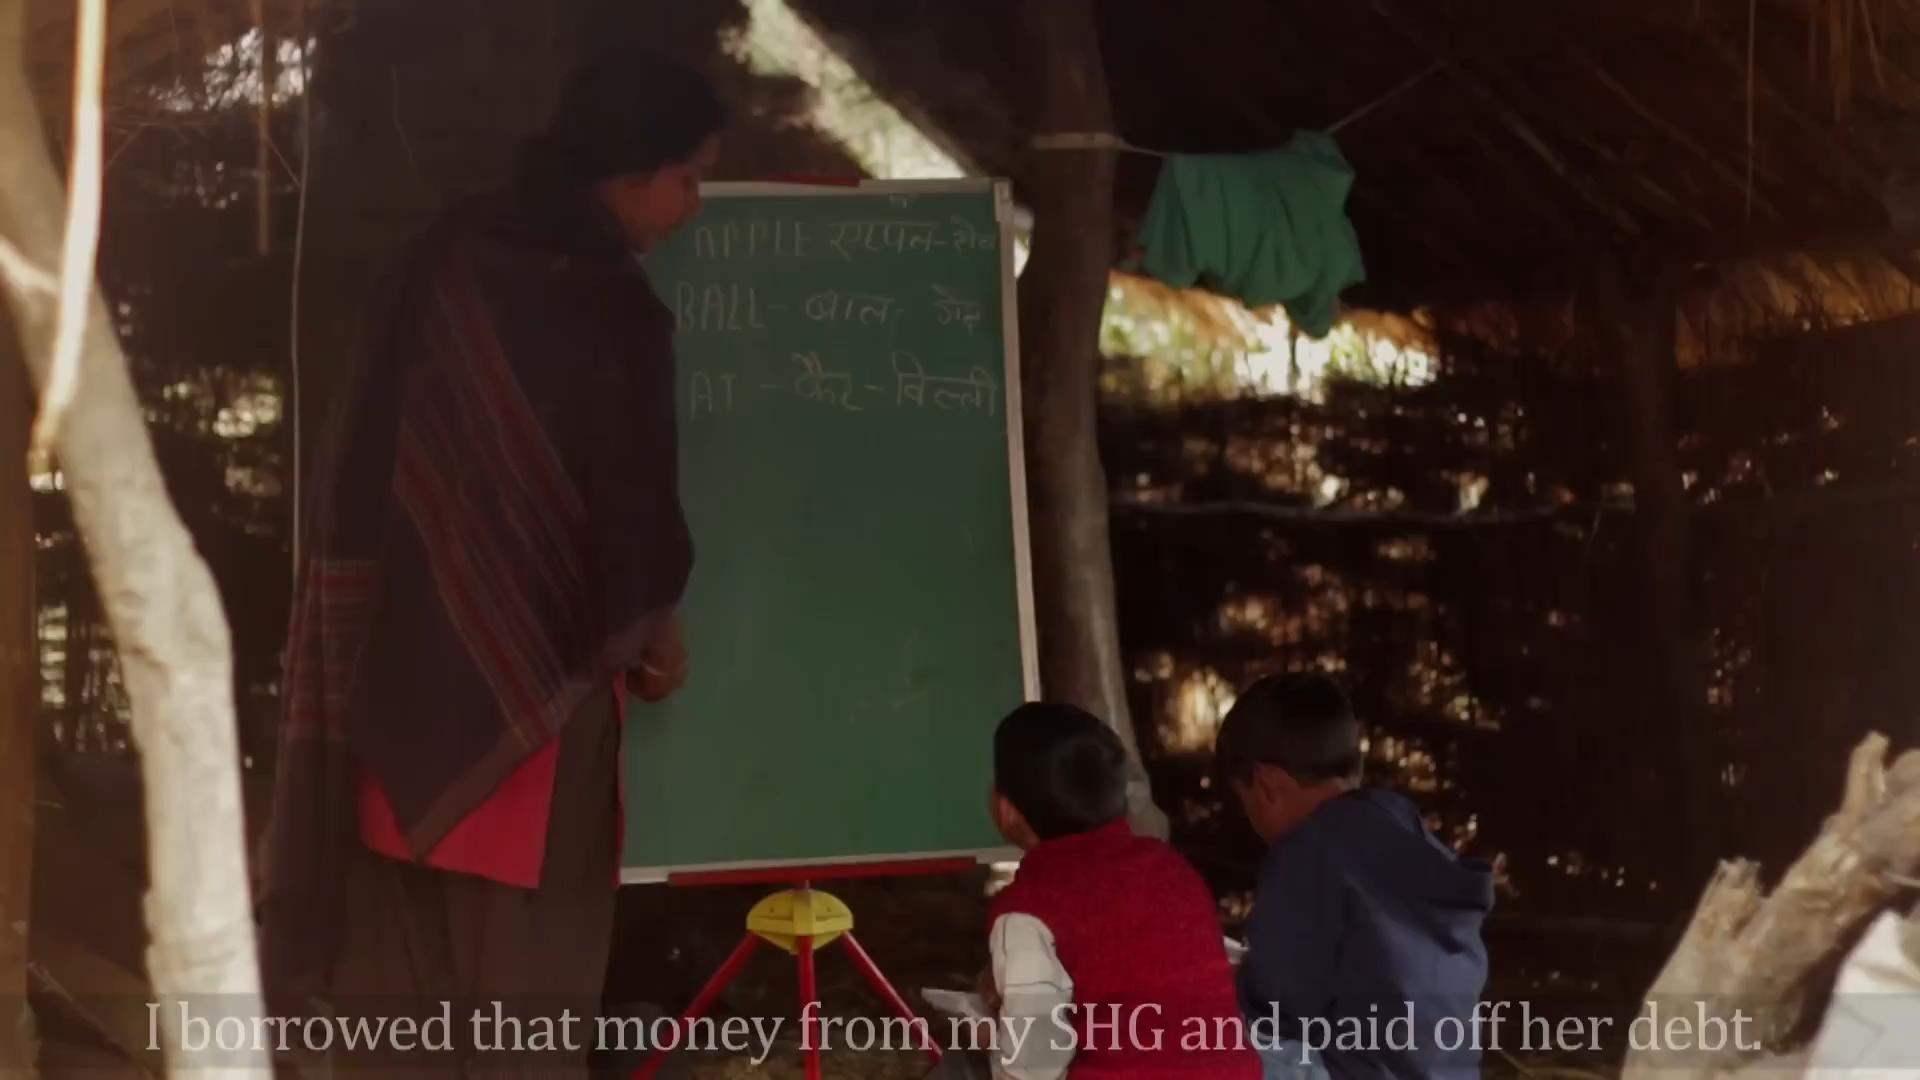 APPLE एप्पल-सेब
BALL- बाल- गेंद
AT - कैट - बिल्ली
I borrowed that money from my SHG and paid off her debt.